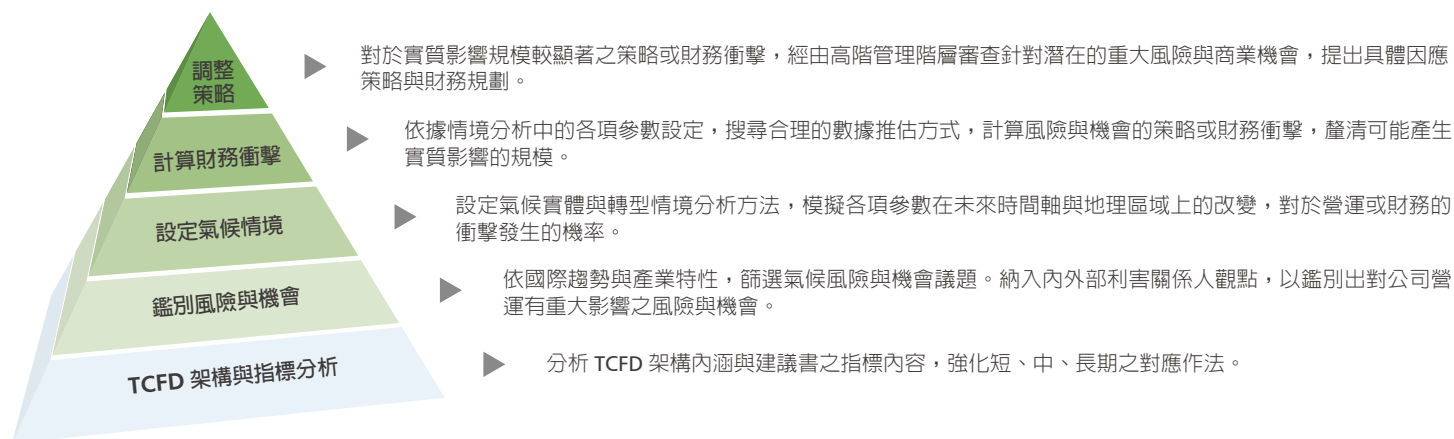 調整
策略
對於實質影響規模較顯著之策略或財務衝擊，經由高階管理階層審查針對潛在的重大風險與商業機會，提出具體因應
策略與財務規劃。
計算財務衝擊
依據情境分析中的各項參數設定，搜尋合理的數據推估方式，計算風險與機會的策略或財務衝擊，釐清可能產生
實質影響的規模。
設定氣候情境
設定氣候實體與轉型情境分析方法，模擬各項參數在未來時間軸與地理區域上的改變，對於營運或財務的
衝擊發生的機率。
鑑別風險與機會
依國際趨勢與產業特性，篩選氣候風險與機會議題。納入內外部利害關係人觀點，以鑑別出對公司營
運有重大影響之風險與機會。
TCFD 架構與指標分析
分析 TCFD 架構內涵與建議書之指標內容，強化短、中、長期之對應作法。